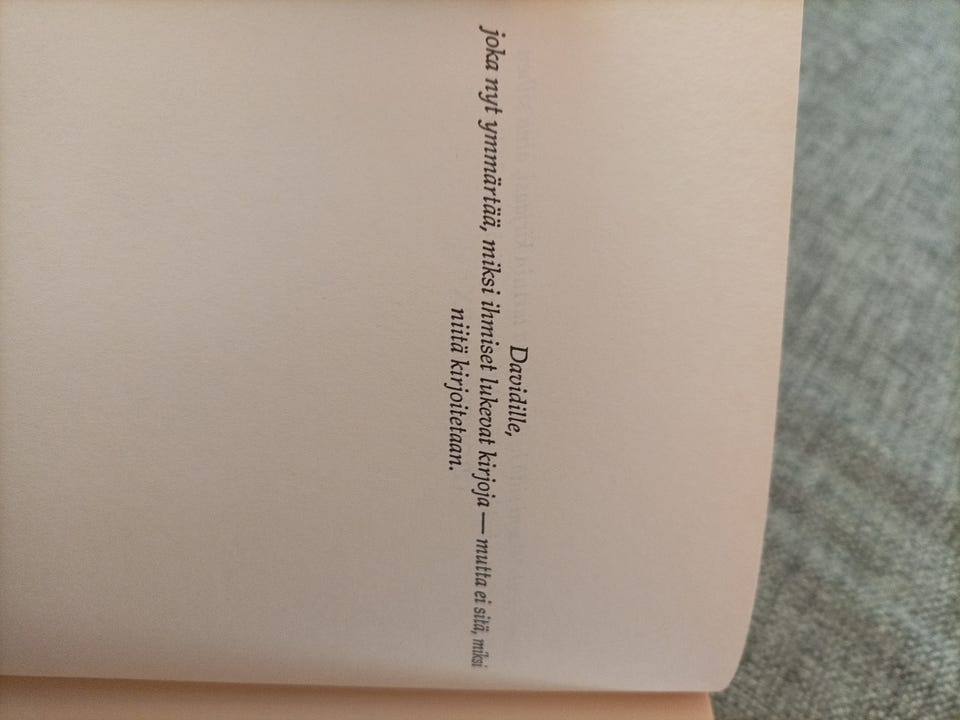 Davidille,
joka nyt ymmärtää, miksi ihmiset lukevat kirjoja — mutta ei sitä, miksi
niitä kirjoitetaan.